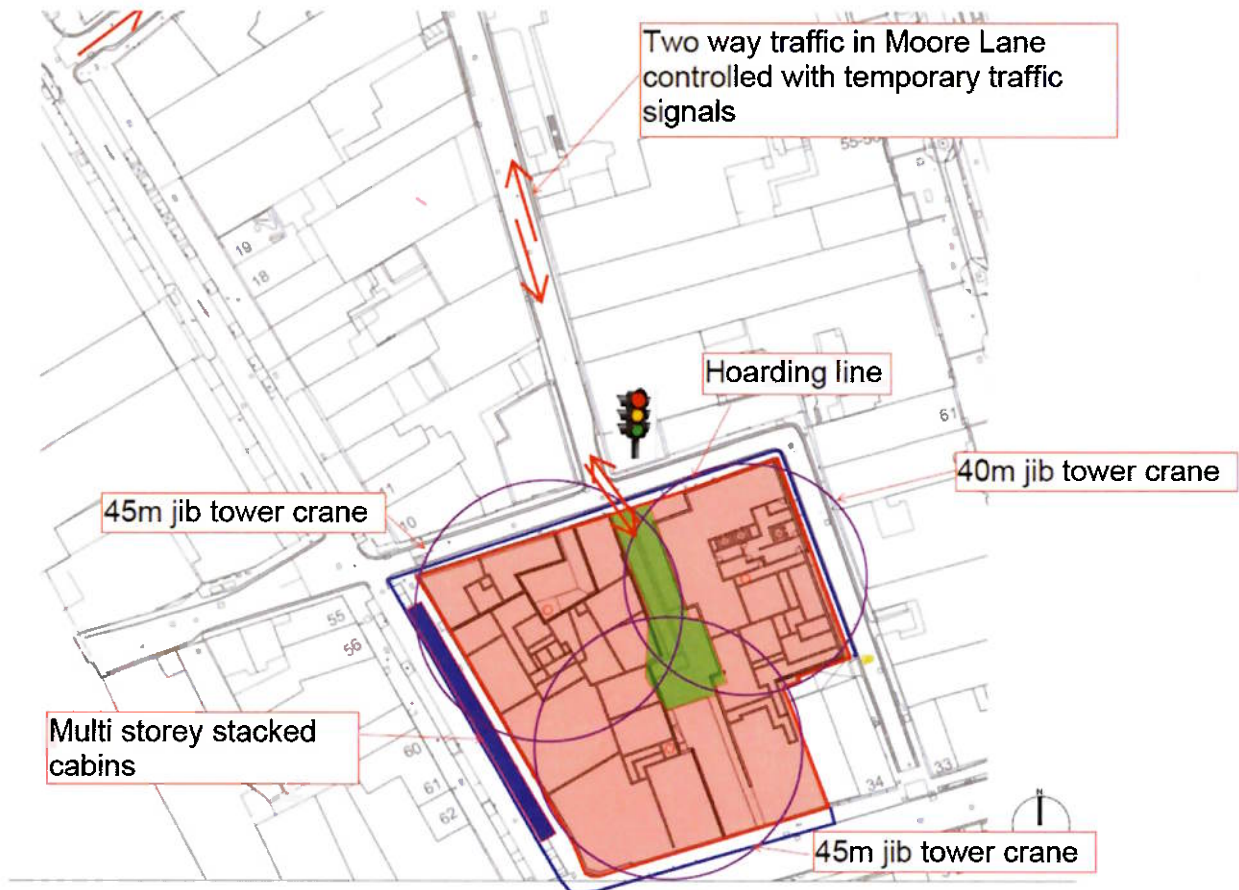 Two way traffic in Moore Lane
controlled with temporary traffic
signals
55-56
19
18
Hoarding line
61
40m jib tower crane
45m jib tower crane
11
10
55
56
Multi storey stacked
cabins
60
61
62
34
33
N
45m jib tower crane